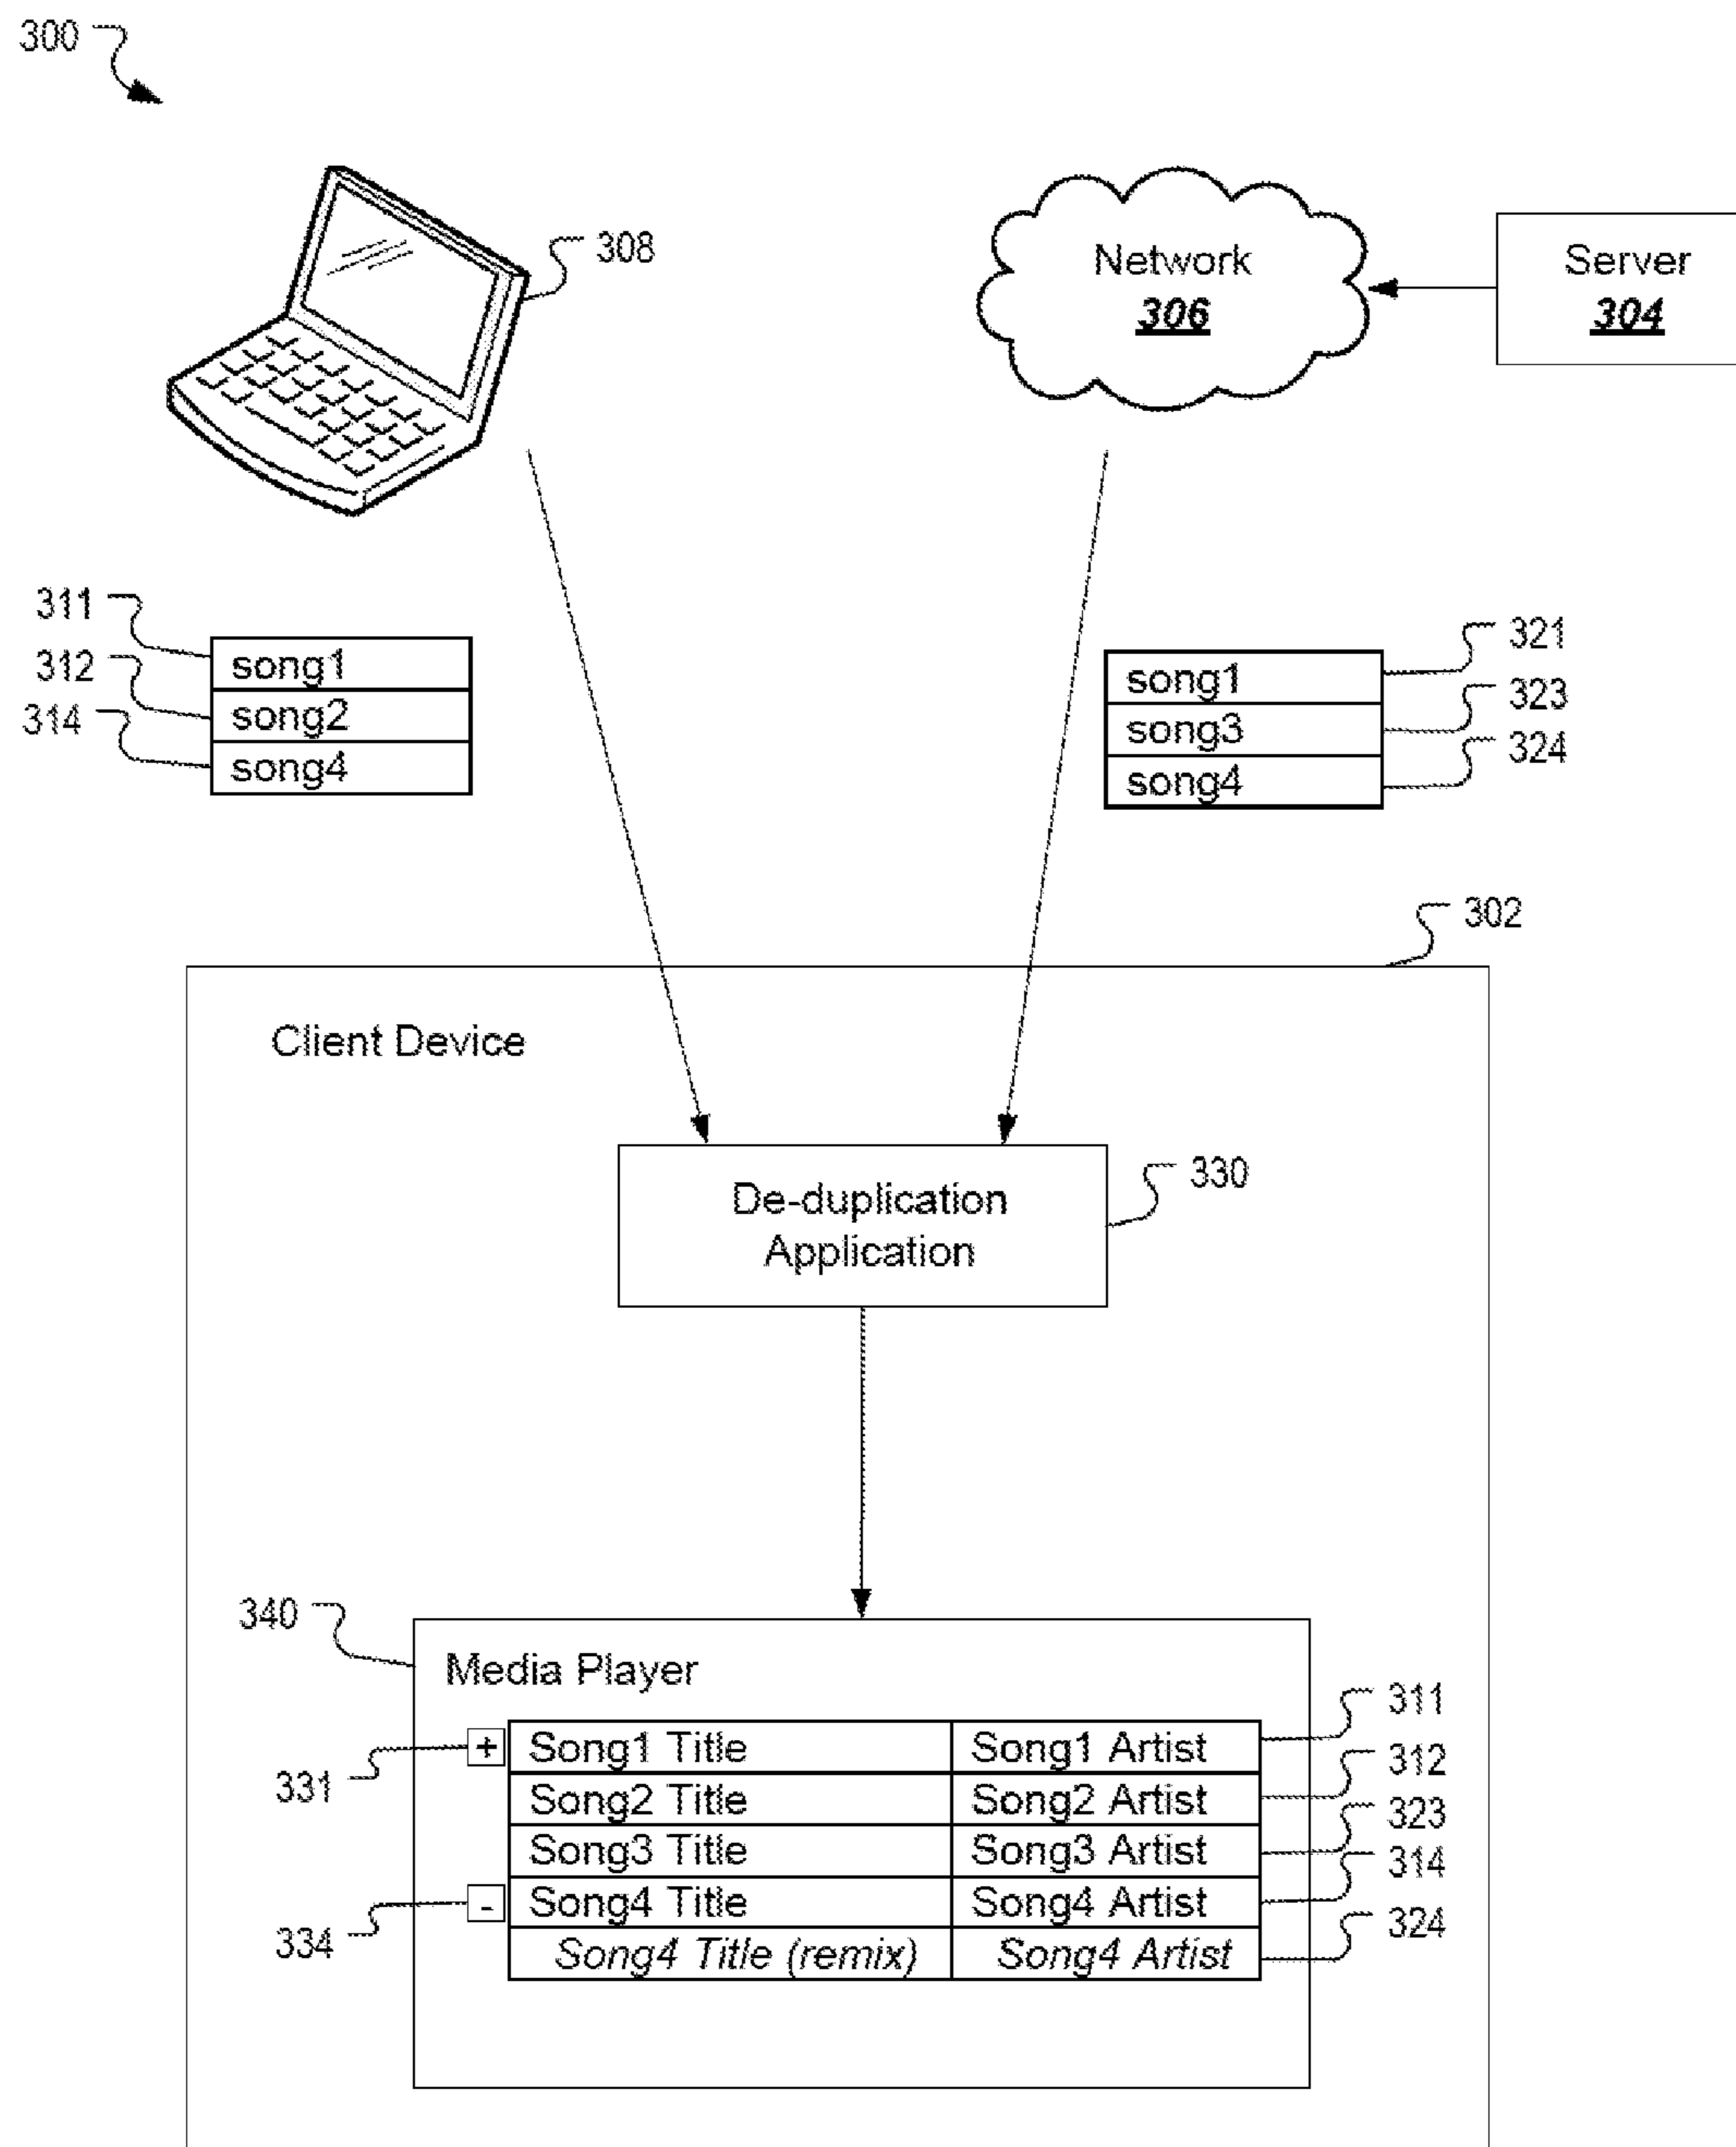 300
308
Network
306
Server
304
311
312
314
song1
song2
song4
321
323
324
song1
song3
song4
302
Client Device
De-duplication
Application
330
340
Media Player
331
+ Song1 Title Song1 Artist 311
Song2 Title Song2 Artist 312
Song3 Title Song3 Artist 323
- Song4 Title Song4 Artist 314
334
Song4 Title (remix) Song4 Artist 324